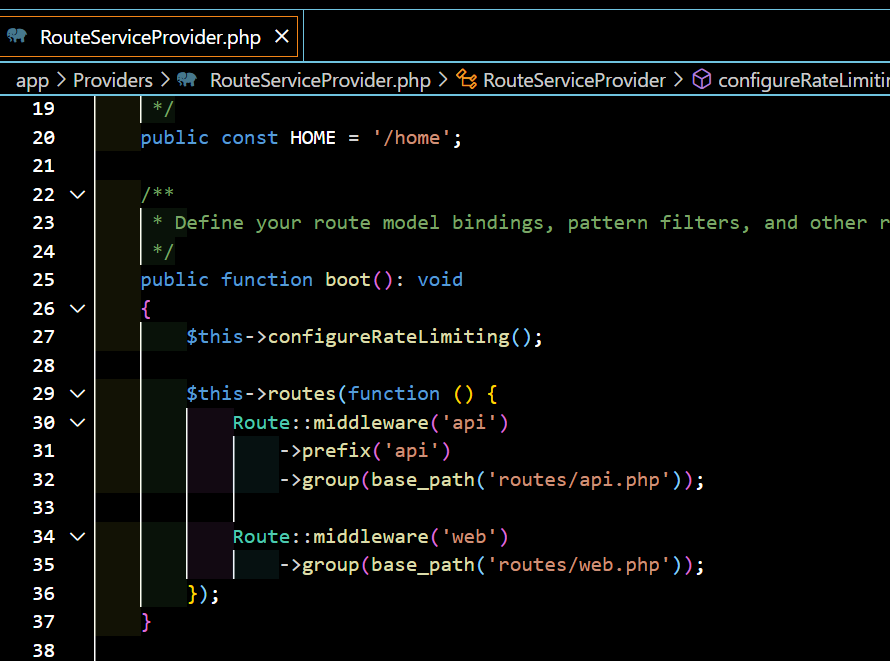 RouteServiceProvider.php
app > Providers > RouteServiceProvider.php > RouteServiceProvider > configureRateLimitin
19 */
20 public const HOME = '/home';
21
22 /**
23 * Define your route model bindings, pattern filters, and other r
24 */
25 public function boot(): void
26 {
27 $this->configureRateLimiting();
28
29 $this->routes(function () {
30 Route::middleware('api')
31 ->prefix('api')
32 ->group(base_path('routes/api.php'));
33
34 Route::middleware('web')
35 ->group(base_path('routes/web.php'));
36 });
37 }
38